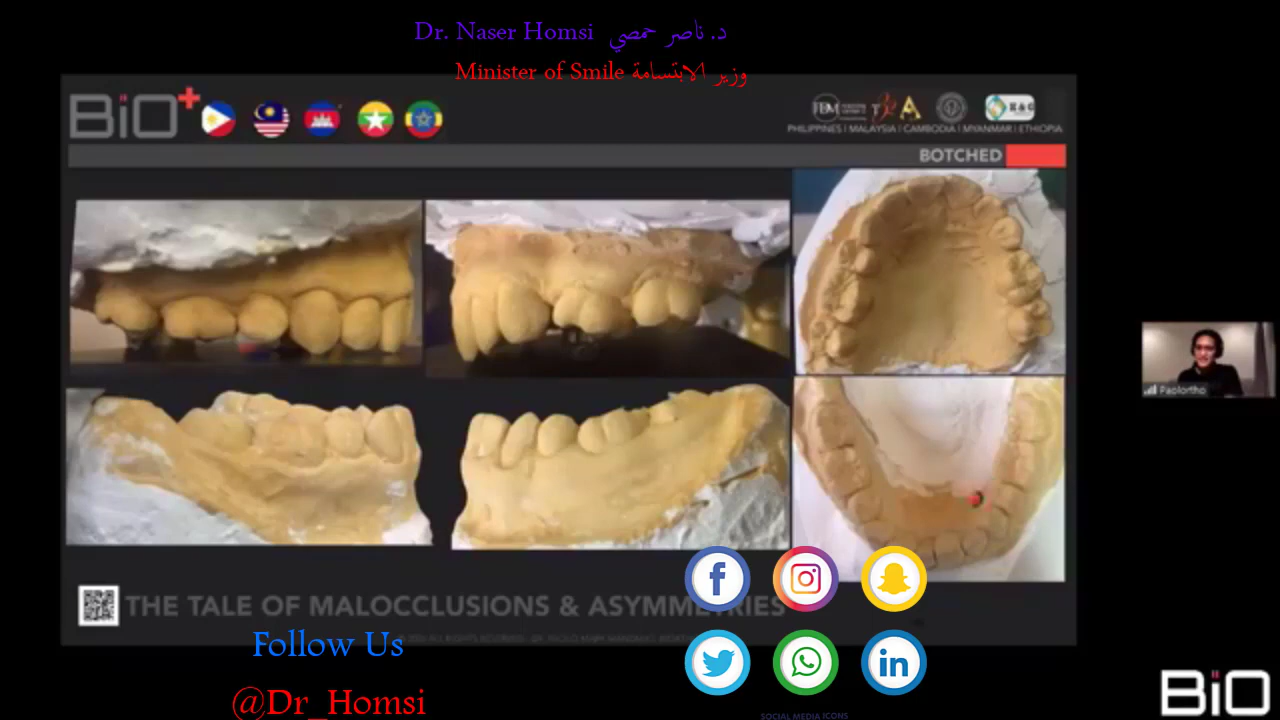 Dr. Naser Homsi د. ناصر حمصي
Minister of Smile وزير الابتسامة
BiO+
PHILIPPINES | MALAYSIA | CAMBODIA | MYANMAR | ETHIOPIA
BOTCHED
Paolortho
THE TALE OF MALOCCLUSIONS & ASYMMETRIES
Follow Us
@Dr_Homsi
SOCIAL MEDIA ICONS
BiO